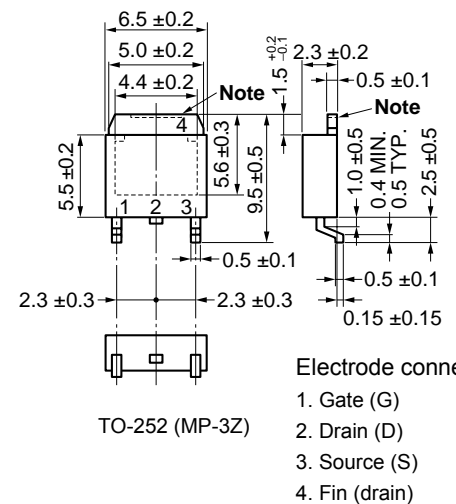 6.5 ±0.2
5.0 ±0.2
4.4 ±0.2
Note
4
1.5 +0.2 −0.1
2.3 ±0.2
0.5 ±0.1
Note
5.5 ±0.2
5.6 ±0.3
9.5 ±0.5
1.0 ±0.5
0.4 MIN.
0.5 TYP.
2.5 ±0.5
1 2 3
0.5 ±0.1
0.5 ±0.1
2.3 ±0.3
2.3 ±0.3
0.15 ±0.15
TO-252 (MP-3Z)
Electrode conne
1. Gate (G)
2. Drain (D)
3. Source (S)
4. Fin (drain)